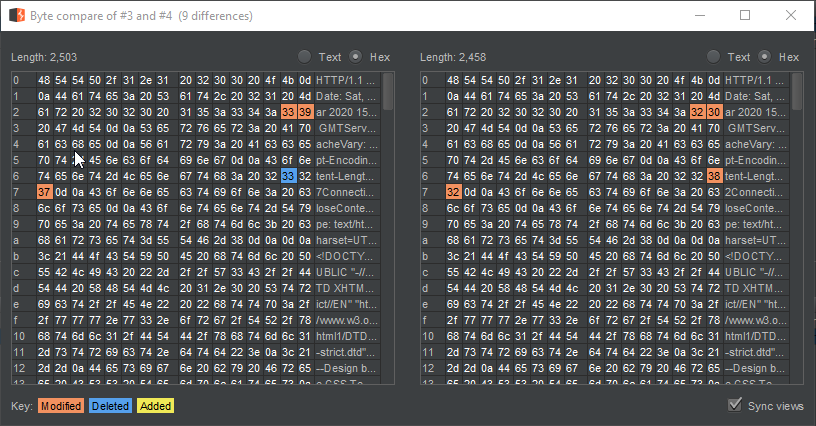 Byte compare of #3 and #4 (9 differences)
Length: 2,503 Text Hex
0 48 54 54 50 2f 31 2e 31 20 32 30 30 20 4f 4b 0d HTTP/1.1 ...
1 0a 44 61 74 65 3a 20 53 61 74 2c 20 32 31 20 4d Date: Sat, ...
2 61 72 20 32 30 32 30 20 31 35 3a 33 34 3a 33 39 ar 2020 15...
3 20 47 4d 54 0d 0a 53 65 72 76 65 72 3a 20 41 70 GMTServ...
4 61 63 68 65 0d 0a 56 61 72 79 3a 20 41 63 63 65 acheVary: A...
5 70 74 45 6e 63 6f 64 69 6e 67 0d 0a 43 6f 6e pt-Encodin...
6 74 65 6e 74 2d 4c 65 6e 67 74 68 3a 20 32 33 32 tent-Lengt...
7 37 0d 0a 43 6f 6e 6e 65 63 74 69 6f 6e 3a 20 63 7Connecti...
8 6c 6f 73 65 0d 0a 43 6f 6e 74 65 6e 74 2d 54 79 loseConte...
9 70 65 3a 20 74 65 78 74 2f 68 74 6d 6c 3b 20 63 pe: text/ht...
a 68 61 72 73 65 74 3d 55 54 46 2d 38 0d 0a 0d 0a harset=UT...
b 3c 21 44 4f 43 54 59 50 45 20 68 74 6d 6c 20 50 <!DOCTY...
c 55 42 4c 49 43 20 22 2d 2f 2f 57 33 43 2f 2f 44 UBLIC "-//...
d 54 44 20 58 48 54 4d 4c 20 31 2e 30 20 53 74 72 TD XHTM...
e 69 63 74 2f 2f 45 4e 22 20 22 68 74 74 70 3a 2f ict//EN" "ht...
f 2f 77 77 77 2e 77 33 2e 6f 72 67 2f 54 52 2f 78 /www.w3.o...
10 68 74 6d 6c 31 2f 44 54 44 2f 78 68 74 6d 6c 31 html1/DTD...
11 2d 73 74 72 69 63 74 2e 64 74 64 22 3e 0a 3c 21 -strict.dtd"...
12 2d 2d 0a 44 65 73 69 67 6e 20 62 79 20 46 72 65 --Design b...
Length: 2,458 Text Hex
0 48 54 54 50 2f 31 2e 31 20 32 30 30 20 4f 4b 0d HTTP/1.1 ...
1 0a 44 61 74 65 3a 20 53 61 74 2c 20 32 31 20 4d Date: Sat, ...
2 61 72 20 32 30 32 30 20 31 35 3a 33 34 3a 32 30 ar 2020 15...
3 20 47 4d 54 0d 0a 53 65 72 76 65 72 3a 20 41 70 GMTServ...
4 61 63 68 65 0d 0a 56 61 72 79 3a 20 41 63 63 65 acheVary: A...
5 70 74 2d 45 6e 63 6f 64 69 6e 67 0d 0a 43 6f 6e pt-Encodin...
6 74 65 6e 74 2d 4c 65 6e 67 74 68 3a 20 32 32 38 tent-Lengt...
7 32 0d 0a 43 6f 6e 6e 65 63 74 69 6f 6e 3a 20 63 2Connecti...
8 6c 6f 73 65 0d 0a 43 6f 6e 74 65 6e 74 2d 54 79 loseConte...
9 70 65 3a 20 74 65 78 74 2f 68 74 6d 6c 3b 20 63 pe: text/ht...
a 68 61 72 73 65 74 3d 55 54 46 2d 38 0d 0a 0d 0a harset=UT...
b 3c 21 44 4f 43 54 59 50 45 20 68 74 6d 6c 20 50 <!DOCTY...
c 55 42 4c 49 43 20 22 2d 2f 2f 57 33 43 2f 2f 44 UBLIC "-//...
d 54 44 20 58 48 54 4d 4c 20 31 2e 30 20 53 74 72 TD XHTM...
e 69 63 74 2f 2f 45 4e 22 20 22 68 74 74 70 3a 2f ict//EN" "ht...
f 2f 77 77 77 2e 77 33 2e 6f 72 67 2f 54 52 2f 78 /www.w3.o...
10 68 74 6d 6c 31 2f 44 54 44 2f 78 68 74 6d 6c 31 html1/DTD...
11 2d 73 74 72 69 63 74 2e 64 74 64 22 3e 0a 3c 21 -strict.dtd"...
12 2d 2d 0a 44 65 73 69 67 6e 20 62 79 20 46 72 65 --Design b...
Key: Modified Deleted Added
Sync views